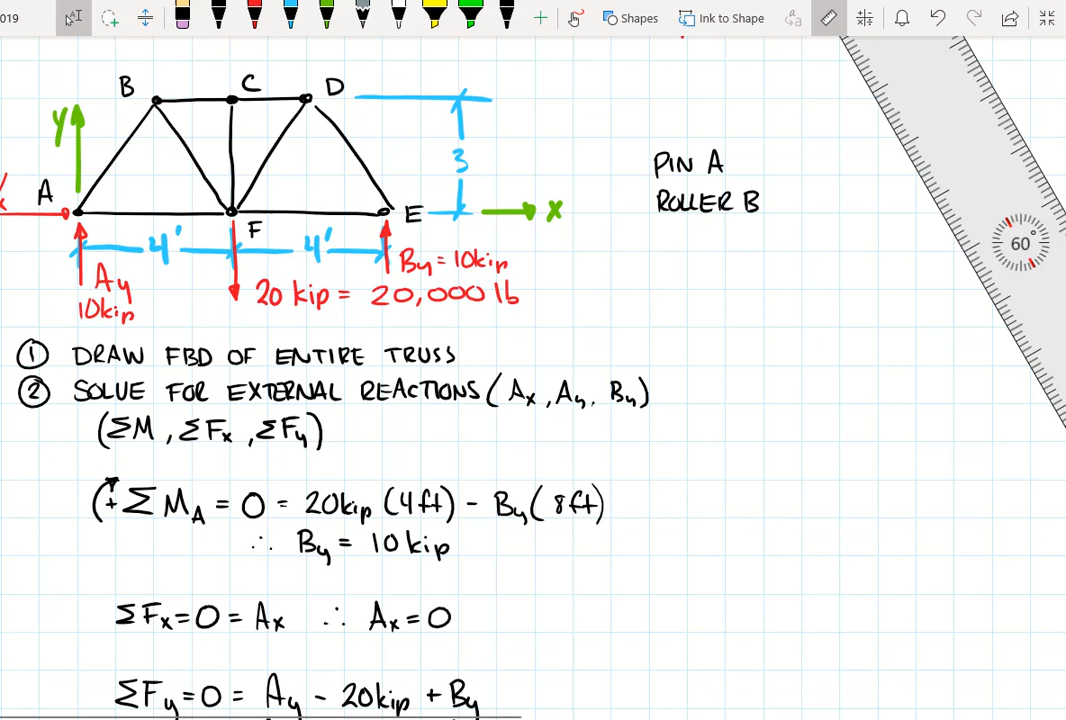 019
Shapes
Ink to Shape
B
C
D
Y
3
PIN A
A
ROLLER B
x
E
X
F
4'
4'
Ay
By = 10kip
10kip
20 kip = 20,000 lb
60°
① DRAW FBD OF ENTIRE TRUSS
② SOLVE FOR EXTERNAL REACTIONS (Ax, Ay, By)
(ΣM, ΣFx, ΣFy)
(+ ΣMA = 0 = 20kip (4ft) - By (8ft)
∴ By = 10 kip
ΣFx = 0 = Ax ∴ Ax = 0
ΣFy = 0 = Ay - 20kip + By